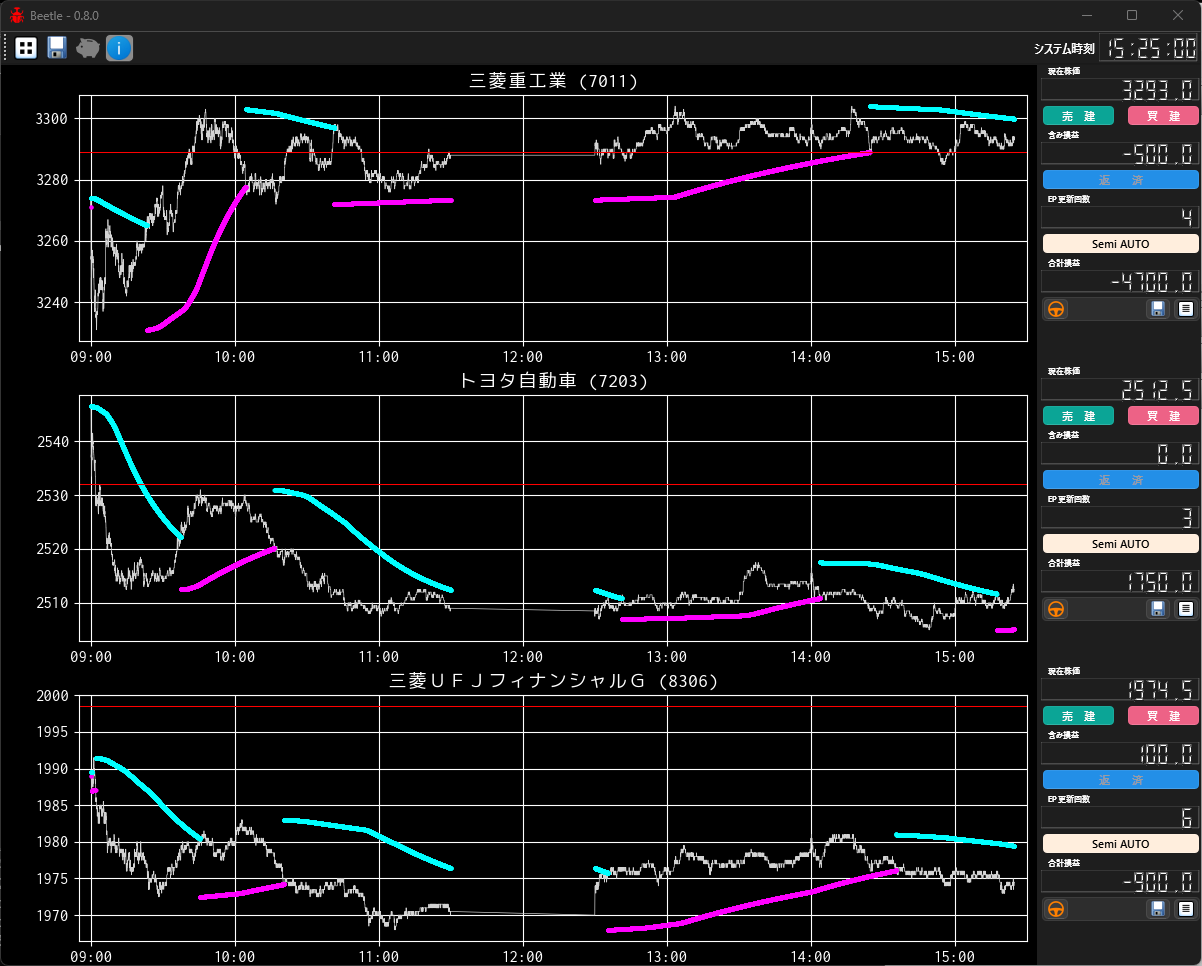 Beetle - 0.8.0
システム時刻 15:25:00
三菱重工業 (7011)
3300
3280
3260
3240
09:00 10:00 11:00 12:00 13:00 14:00 15:00
現在株価
3293.0
売 建 買 建
含み損益
-500.0
返 済
EP更新回数
4
Semi AUTO
合計損益
-4700.0
トヨタ自動車 (7203)
2540
2530
2520
2510
09:00 10:00 11:00 12:00 13:00 14:00 15:00
現在株価
2512.5
売 建 買 建
含み損益
0.0
返 済
EP更新回数
3
Semi AUTO
合計損益
1750.0
三菱ＵＦＪフィナンシャルＧ (8306)
2000
1995
1990
1985
1980
1975
1970
09:00 10:00 11:00 12:00 13:00 14:00 15:00
現在株価
1974.5
売 建 買 建
含み損益
100.0
返 済
EP更新回数
6
Semi AUTO
合計損益
-900.0